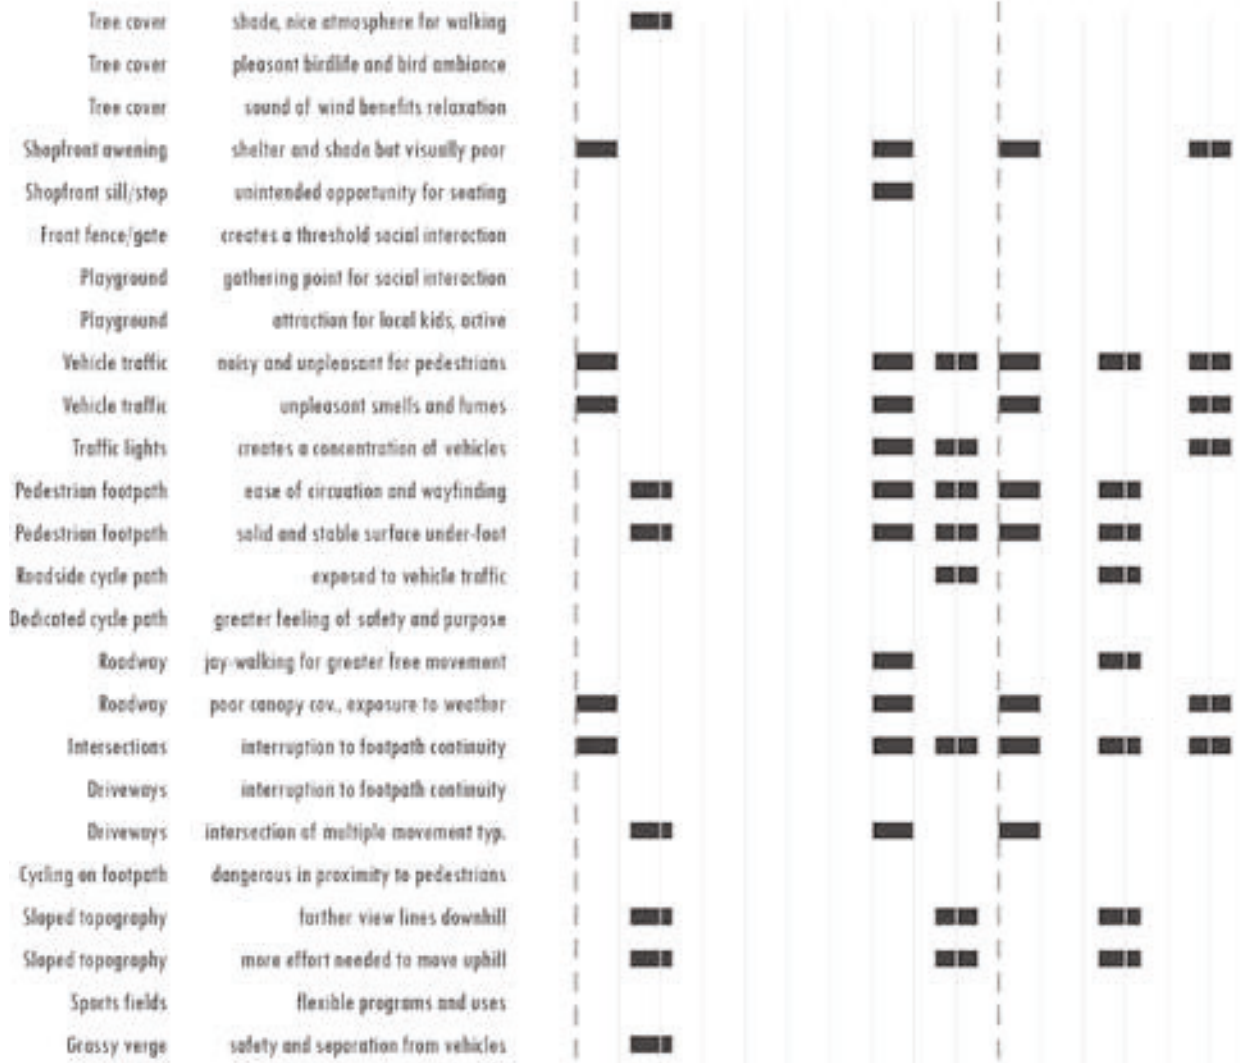 Tree cover shade, nice atmosphere for walking
Tree cover pleasant birdlife and bird ambiance
Tree cover sound of wind benefits relaxation
Shopfront awening shelter and shade but visually poor
Shopfront sill/step unintended opportunity for seating
Front fence/gate creates a threshold social interaction
Playground gathering point for social interaction
Playground attraction for local kids, active
Vehicle traffic noisy and unpleasant for pedestrians
Vehicle traffic unpleasant smells and fumes
Traffic lights creates a concentration of vehicles
Pedestrian footpath ease of circuation and wayfinding
Pedestrian footpath solid and stable surface under-foot
Roadside cycle path exposed to vehicle traffic
Dedicated cycle path greater feeling of safety and purpose
Roadway jay-walking for greater free movement
Roadway poor canopy cov., exposure to weather
Intersections interruption to footpath continuity
Driveways interruption to footpath continuity
Driveways intersection of multiple movement typ.
Cycling on footpath dangerous in proximity to pedestrians
Sloped topography farther view lines downhill
Sloped topography more effort needed to move uphill
Sports fields flexible programs and uses
Grassy verge safety and separation from vehicles